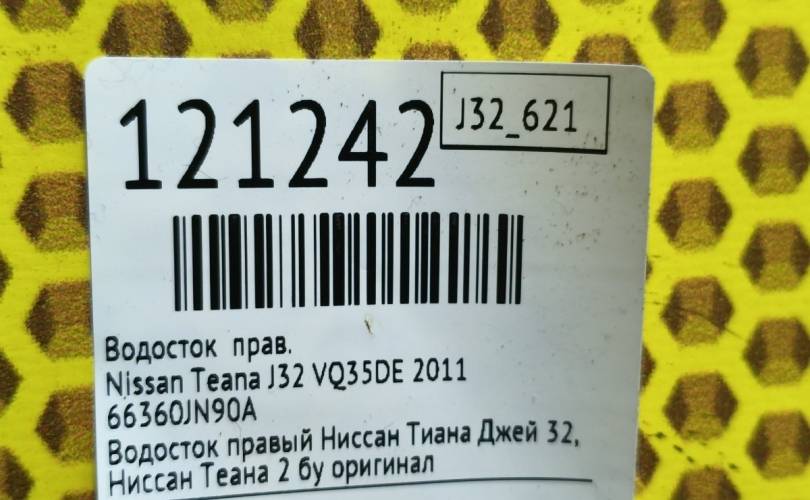 121242
J32_621
Водосток прав.
Nissan Teana J32 VQ35DE 2011
66360JN90A
Водосток правый Ниссан Тиана Джей 32,
Ниссан Теана 2 бу оригинал